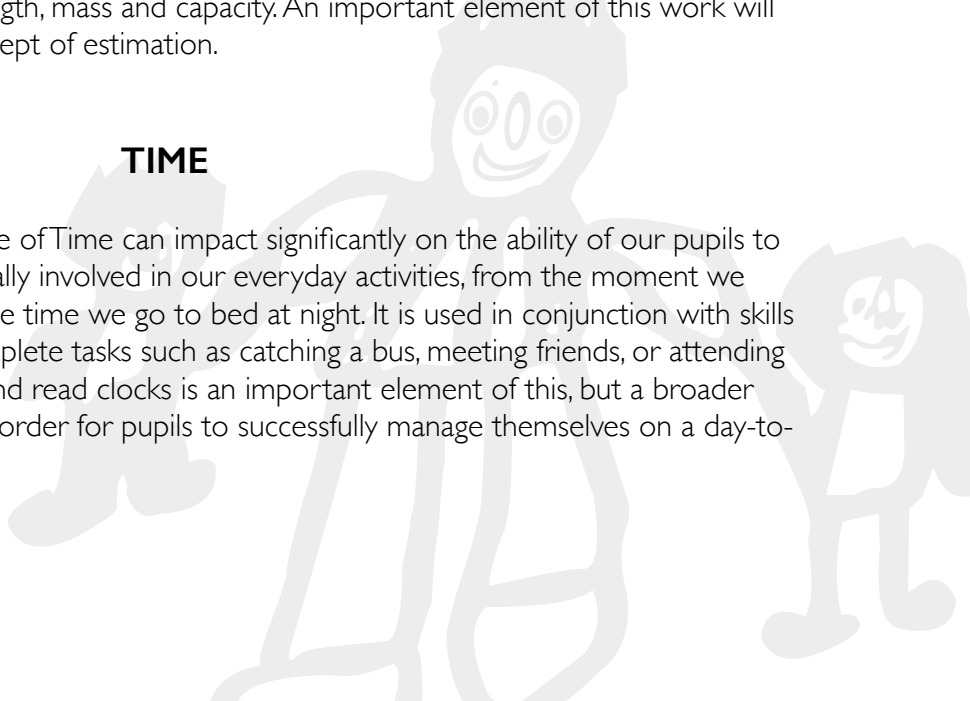 gth, mass and capacity. An important element of this work will
ept of estimation.
TIME
e of Time can impact significantly on the ability of our pupils to
ally involved in our everyday activities, from the moment we
e time we go to bed at night. It is used in conjunction with skills
plete tasks such as catching a bus, meeting friends, or attending
nd read clocks is an important element of this, but a broader
order for pupils to successfully manage themselves on a day-to-